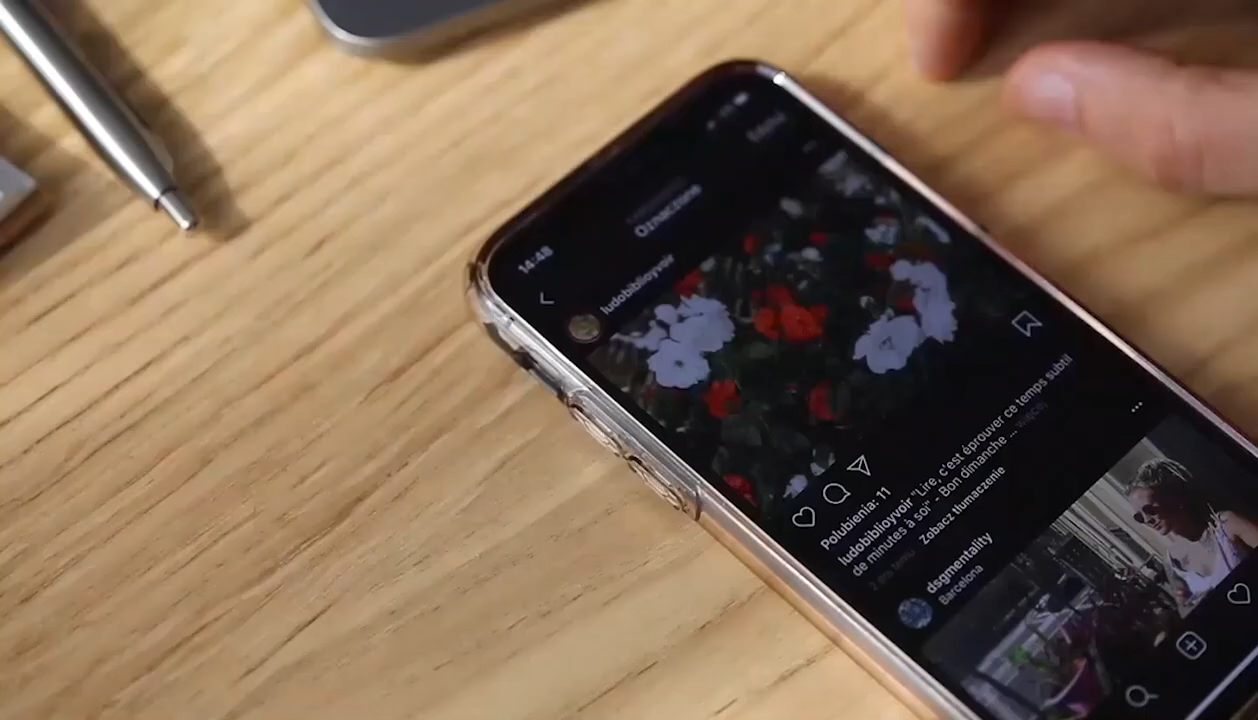 14:48
Oznaczone
ludobiblioyvoir
Polubienia: 11
ludobiblioyvoir "Lire, c'est éprouver ce temps subtil
de minutes à soi" - Bon dimanche ... więcej
Zobacz tłumaczenie
dsgmentality
Barcelona